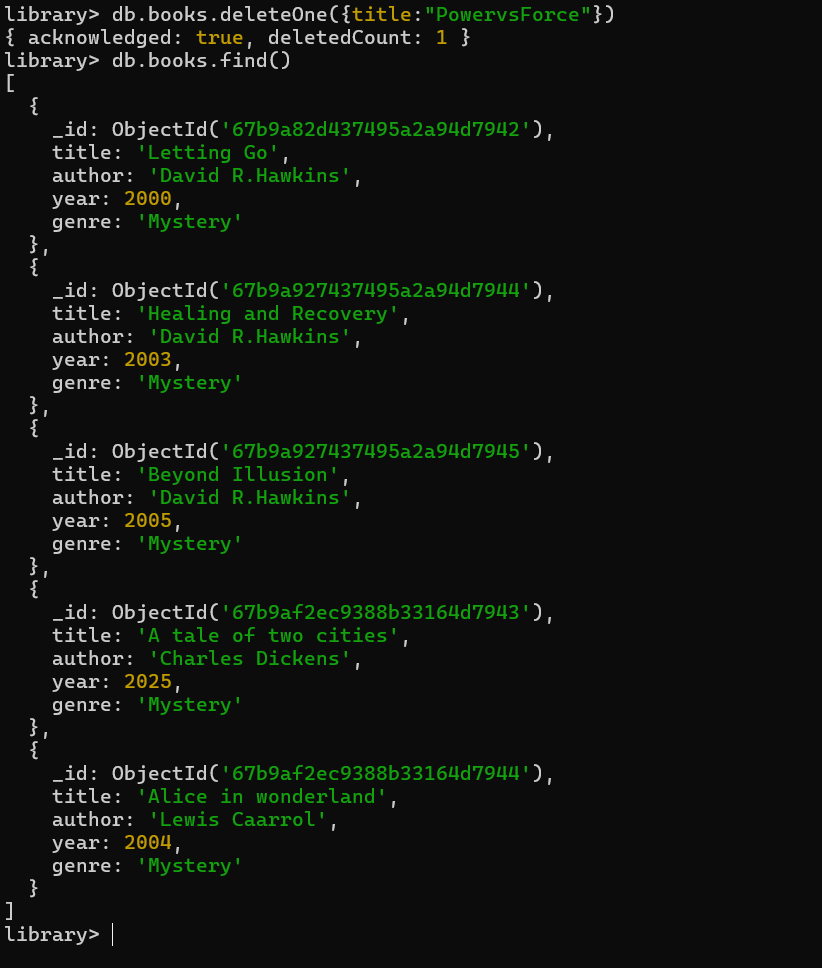 library> db.books.deleteOne({title:"PowervsForce"})
{ acknowledged: true, deletedCount: 1 }
library> db.books.find()
[
  {
    _id: ObjectId('67b9a82d437495a2a94d7942'),
    title: 'Letting Go',
    author: 'David R.Hawkins',
    year: 2000,
    genre: 'Mystery'
  },
  {
    _id: ObjectId('67b9a927437495a2a94d7944'),
    title: 'Healing and Recovery',
    author: 'David R.Hawkins',
    year: 2003,
    genre: 'Mystery'
  },
  {
    _id: ObjectId('67b9a927437495a2a94d7945'),
    title: 'Beyond Illusion',
    author: 'David R.Hawkins',
    year: 2005,
    genre: 'Mystery'
  },
  {
    _id: ObjectId('67b9af2ec9388b33164d7943'),
    title: 'A tale of two cities',
    author: 'Charles Dickens',
    year: 2025,
    genre: 'Mystery'
  },
  {
    _id: ObjectId('67b9af2ec9388b33164d7944'),
    title: 'Alice in wonderland',
    author: 'Lewis Caarrol',
    year: 2004,
    genre: 'Mystery'
  }
]
library>